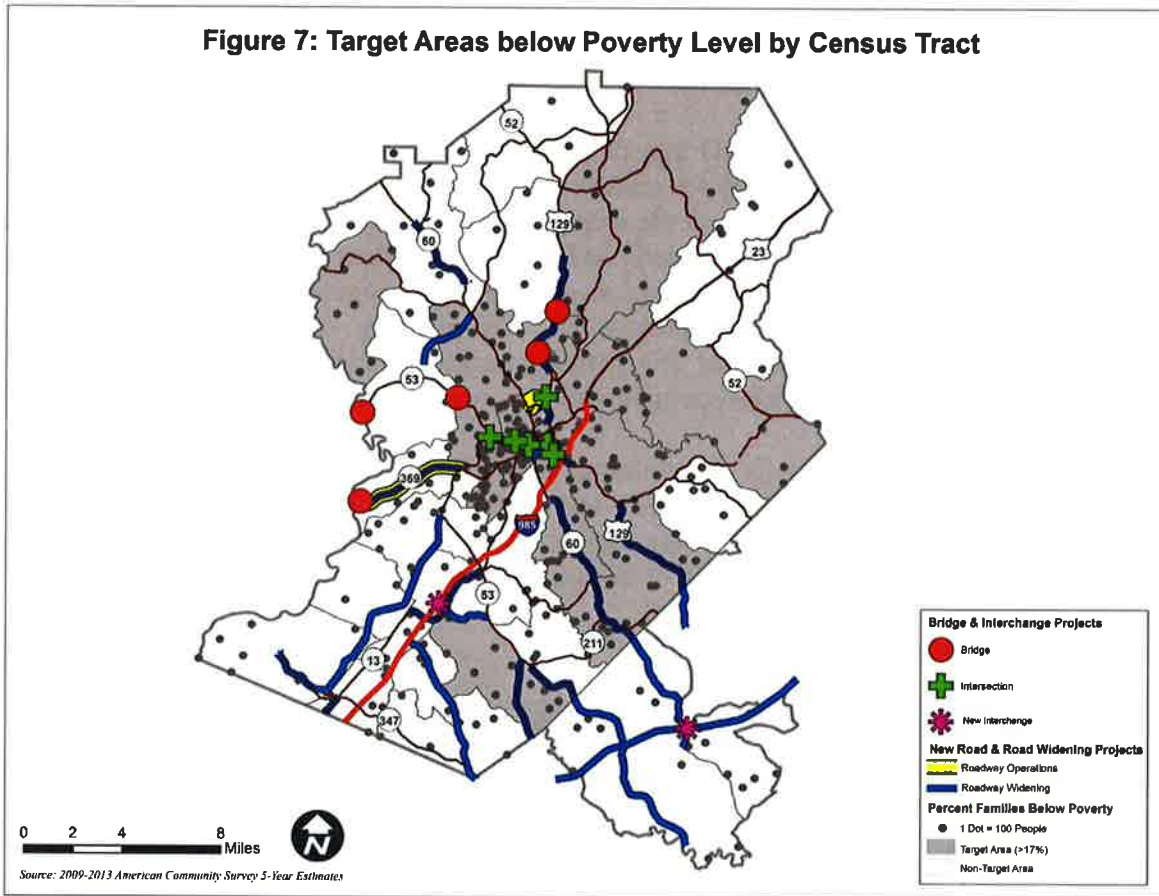 Figure 7: Target Areas below Poverty Level by Census Tract
52
129
60
23
53
52
369
985
60
129
53
211
13
347
Bridge & Interchange Projects
Bridge
Intersection
New Interchange
New Road & Road Widening Projects
Roadway Operations
Roadway Widening
Percent Families Below Poverty
1 Dot = 100 People
Target Area (>17%)
Non-Target Area
0 2 4 8
Miles
N
Source: 2009-2013 American Community Survey 5-Year Estimates